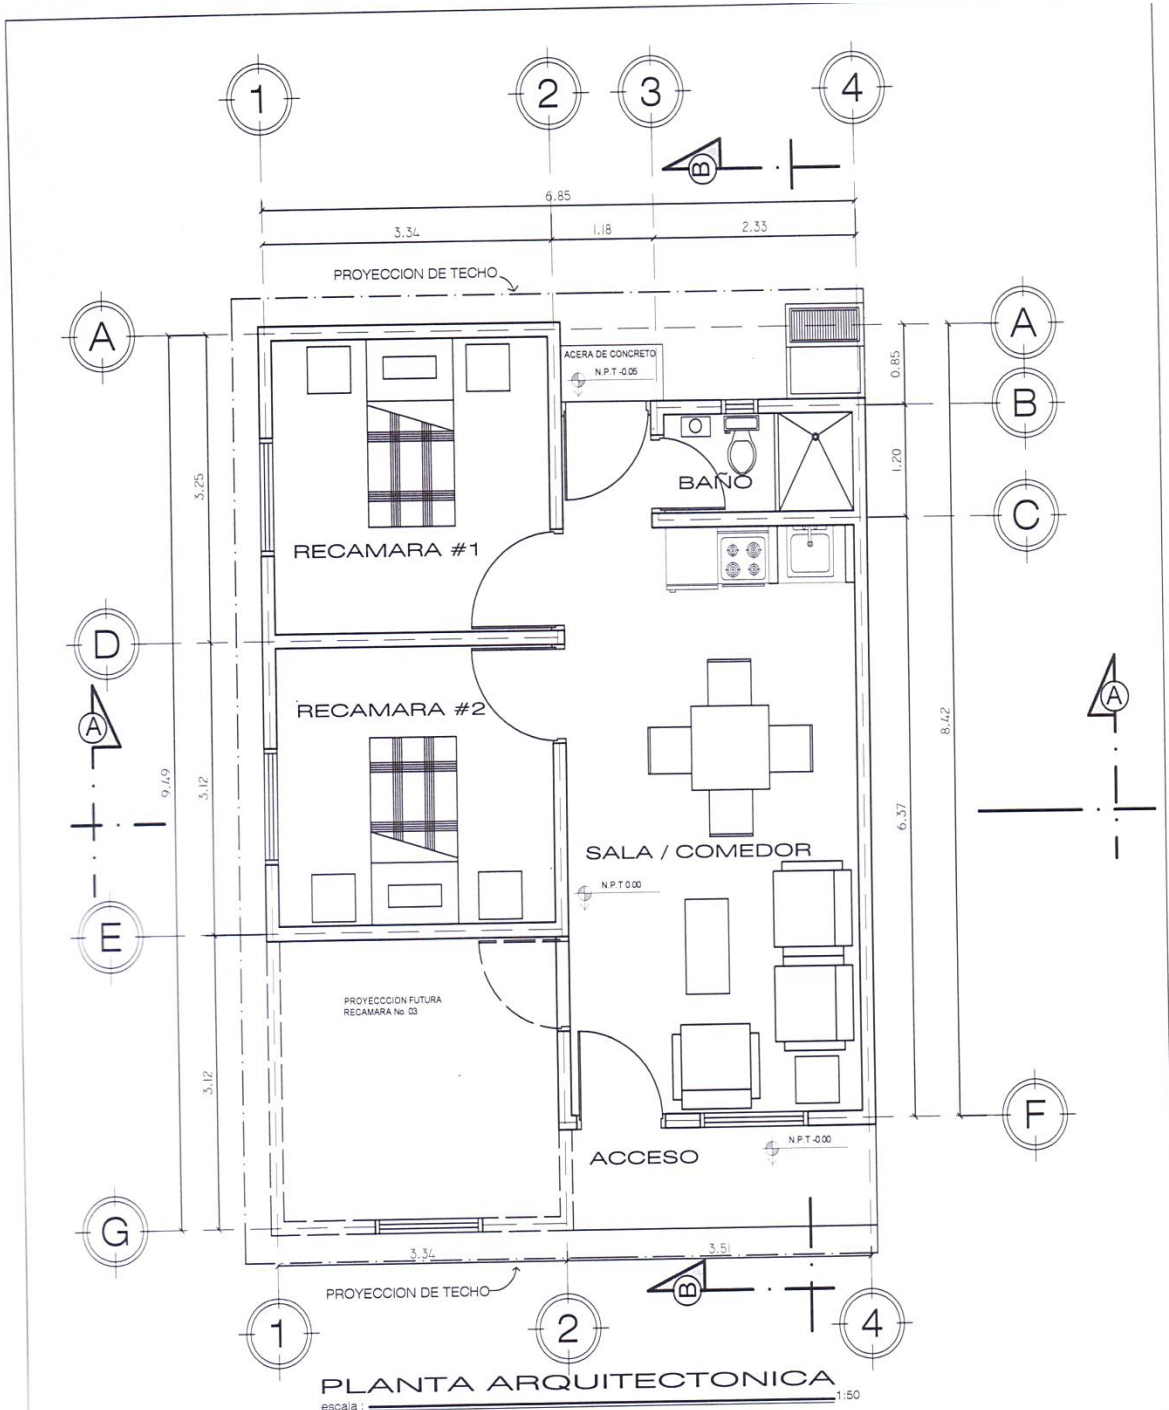 1
2
3
4
B
6.85
3.34
1.18
2.33
PROYECCION DE TECHO
A
A
ACERA DE CONCRETO
N.P.T -0.05
0.85
B
BAÑO
1.20
C
3.25
RECAMARA #1
D
RECAMARA #2
A
A
9.49
3.12
8.42
6.37
SALA / COMEDOR
N.P.T 0.00
E
PROYECCCION FUTURA
RECAMARA No. 03
3.12
F
ACCESO
N.P.T -0.00
G
3.34
3.51
PROYECCION DE TECHO
B
1
2
4
PLANTA ARQUITECTONICA
escala :
1:50